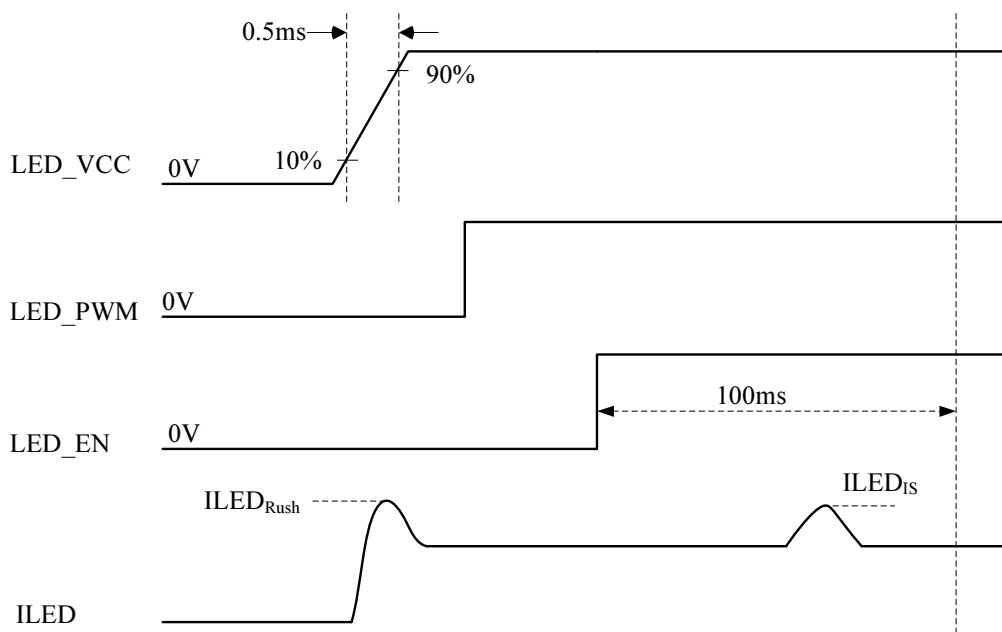 0.5ms
90%
10%
LED_VCC
0V
LED_PWM
0V
100ms
LED_EN
0V
ILED_Rush
ILED_IS
ILED